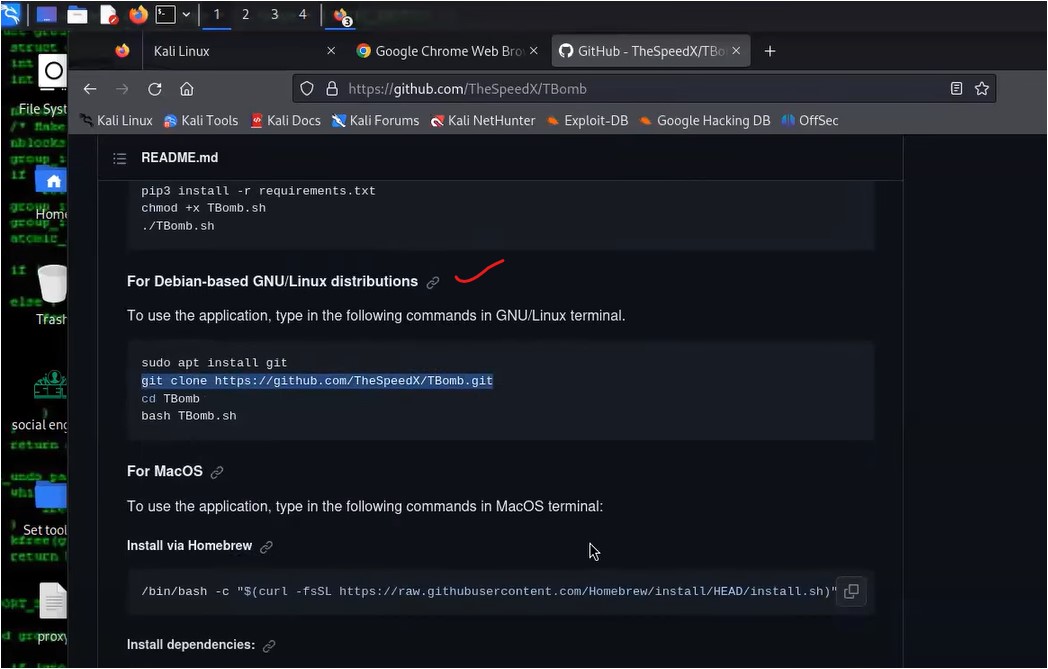 1 2 3 4 3
Kali Linux
Google Chrome Web Bro
GitHub - TheSpeedX/TBo
https://github.com/TheSpeedX/TBomb
Kali Linux Kali Tools Kali Docs Kali Forums Kali NetHunter Exploit-DB Google Hacking DB OffSec
File Syst
Home
Trash
social eng
Set tool
proxy
README.md
pip3 install -r requirements.txt
chmod +x TBomb.sh
./TBomb.sh
For Debian-based GNU/Linux distributions
To use the application, type in the following commands in GNU/Linux terminal.
sudo apt install git
git clone https://github.com/TheSpeedX/TBomb.git
cd TBomb
bash TBomb.sh
For MacOS
To use the application, type in the following commands in MacOS terminal:
Install via Homebrew
/bin/bash -c "$(curl -fsSL https://raw.githubusercontent.com/Homebrew/install/HEAD/install.sh)"
Install dependencies: